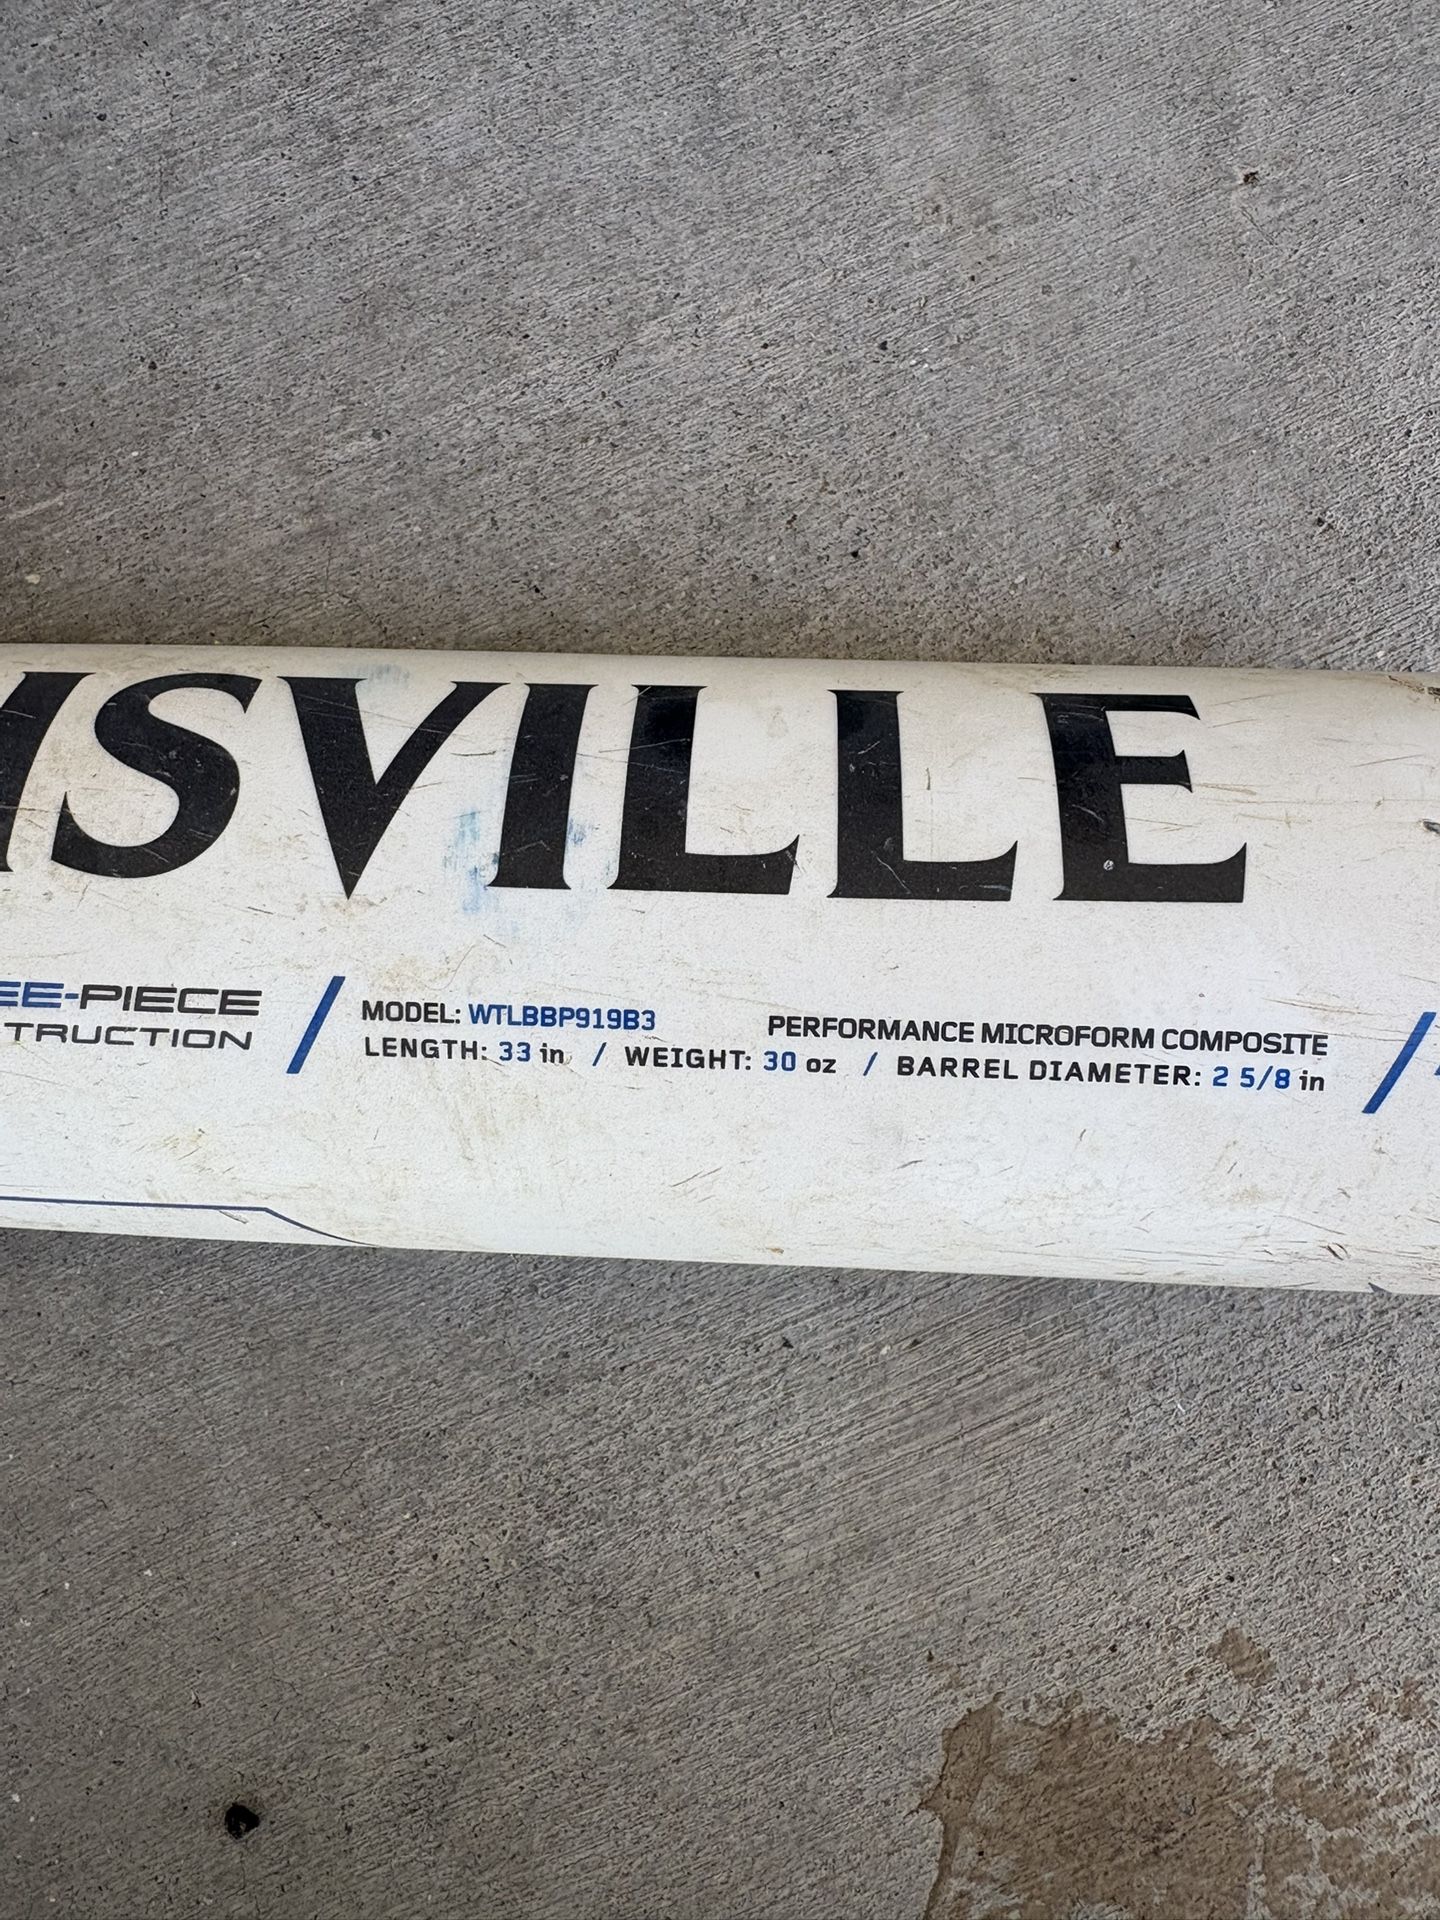 ISVILLE
EE-PIECE
TRUCTION
MODEL: WTLBBP919B3
PERFORMANCE MICROFORM COMPOSITE
LENGTH: 33 in / WEIGHT: 30 oz / BARREL DIAMETER: 2 5/8 in